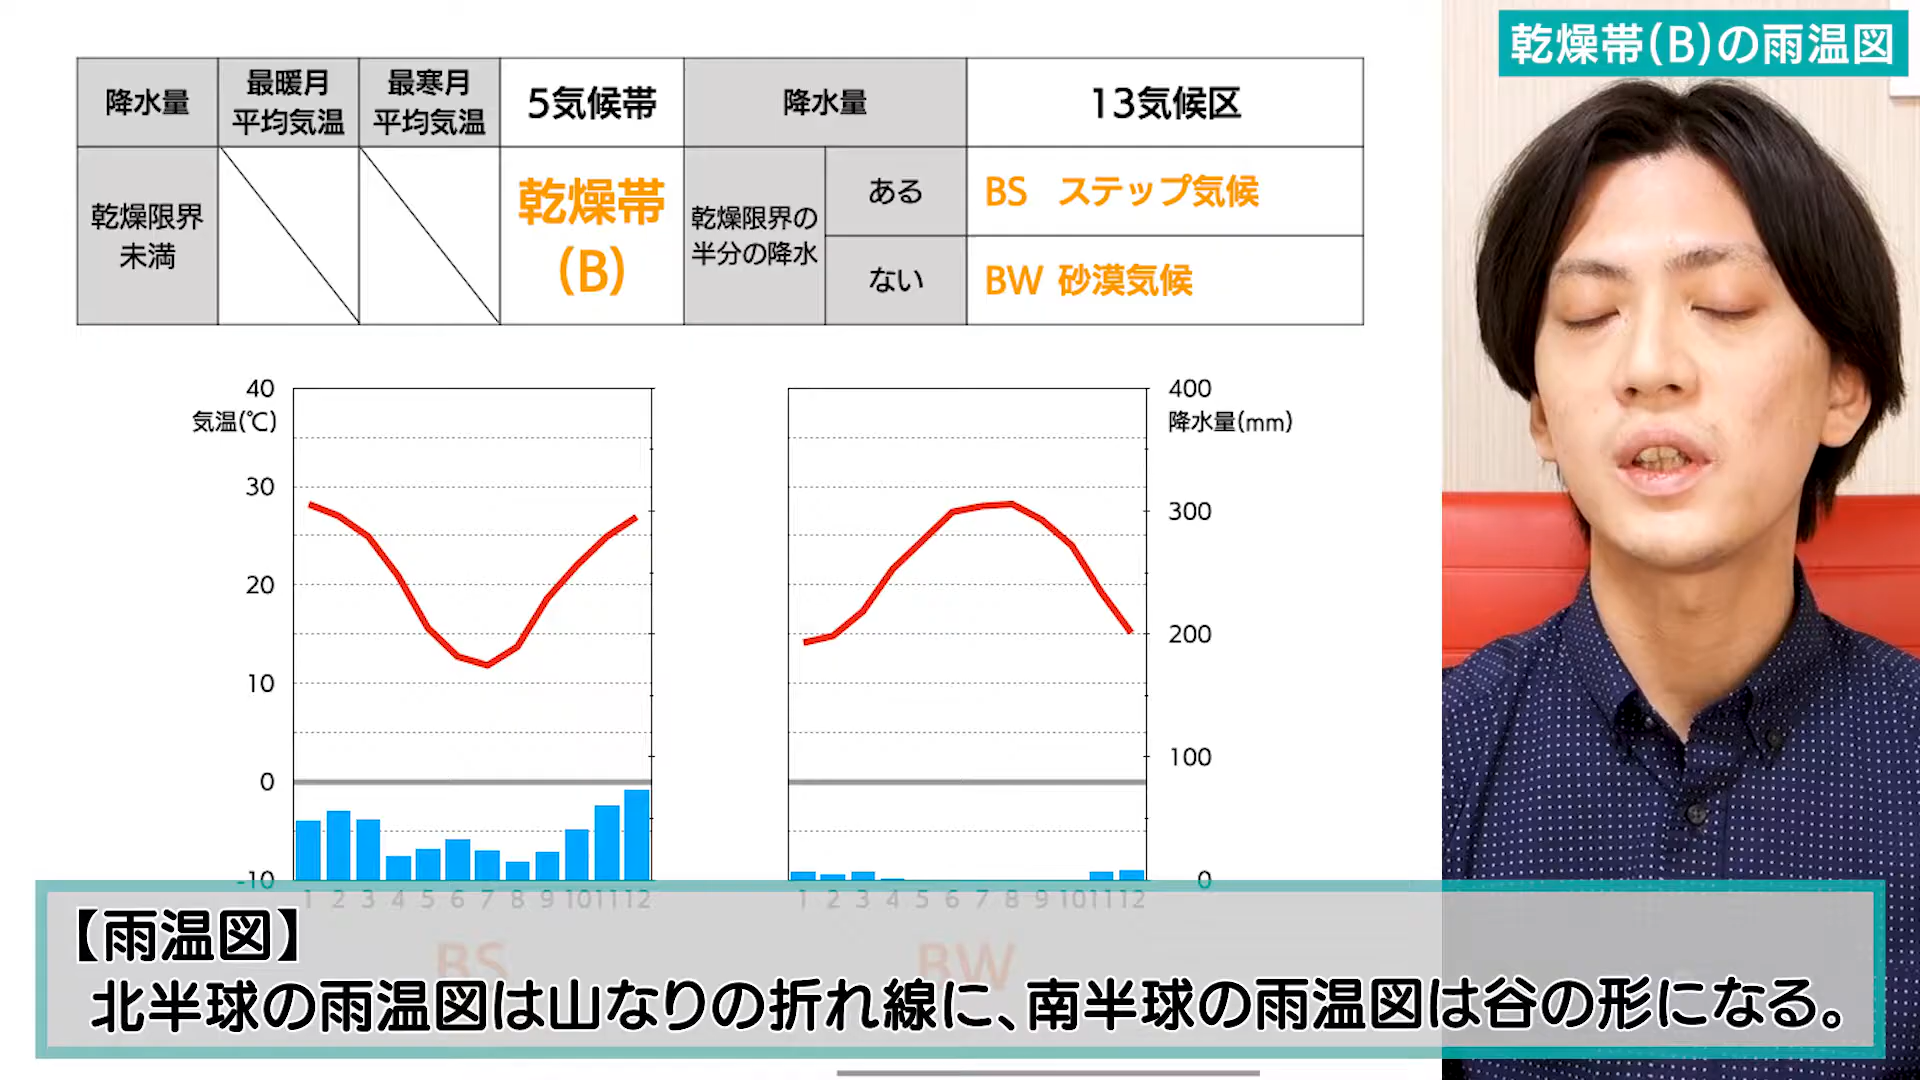 乾燥帯(B)の雨温図
降水量
最暖月
平均気温
最寒月
平均気温
5気候帯
降水量
13気候区
乾燥限界
未満
乾燥帯
(B)
乾燥限界の
半分の降水
ある
BS ステップ気候
ない
BW 砂漠気候
40
気温(℃)
30
20
10
0
-10
1 2 3 4 5 6 7 8 9 10 11 12
BS
400
降水量(mm)
300
200
100
0
1 2 3 4 5 6 7 8 9 10 11 12
BW
【雨温図】
北半球の雨温図は山なりの折れ線に、南半球の雨温図は谷の形になる。